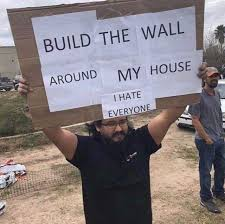 BUILD THE WALL
AROUND MY HOUSE
I HATE
EVERYONE